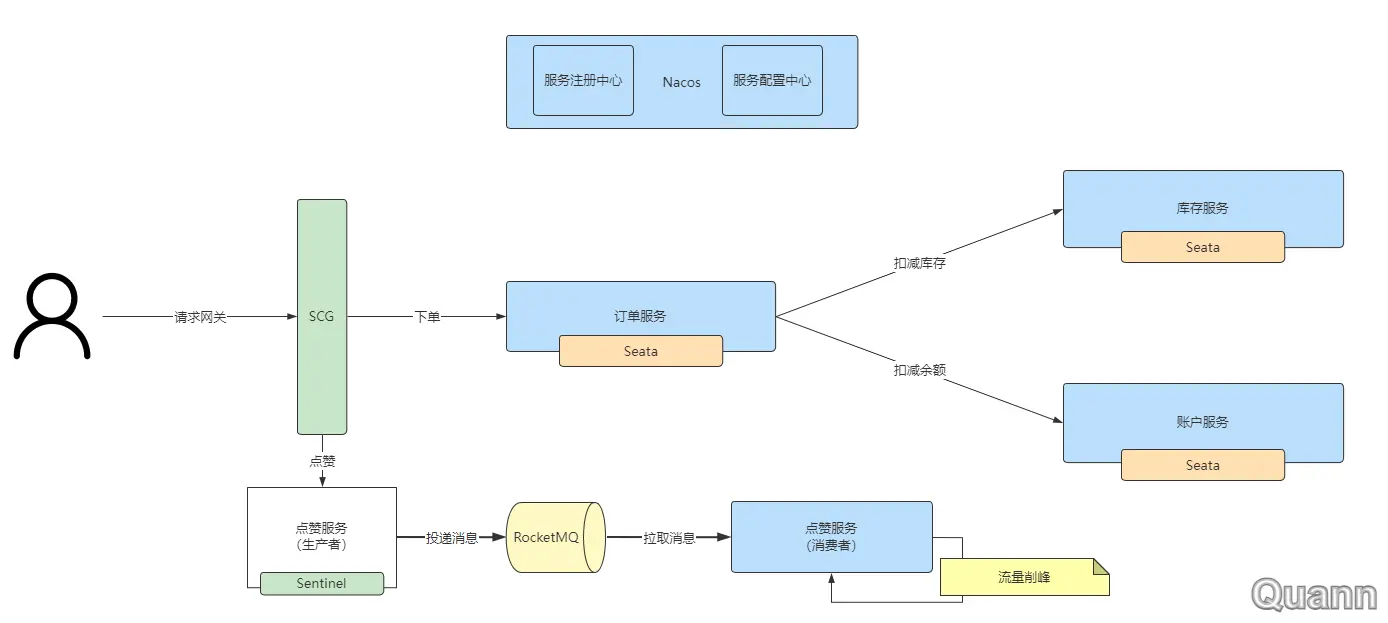 服务注册中心
Nacos
服务配置中心
库存服务
Seata
扣减库存
请求网关
SCG
下单
订单服务
Seata
扣减余额
账户服务
Seata
点赞
点赞服务
（生产者）
Sentinel
投递消息
RocketMQ
拉取消息
点赞服务
（消费者）
流量削峰
Quann